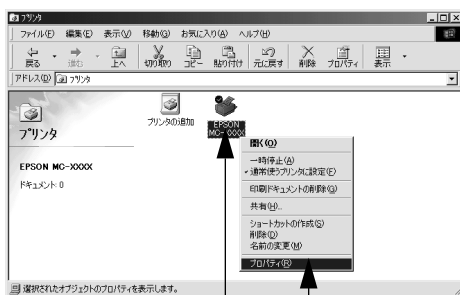 プリンタ
ファイル(F) 編集(E) 表示(V) 移動(G) お気に入り(A) ヘルプ(H)
戻る 進む 上へ 切り取り コピー 貼り付け 元に戻す 削除 プロパティ 表示
アドレス(D) プリンタ
プリンタ
EPSON MC-XXXX
ドキュメント: 0
プリンタの追加
EPSON
MC-XXXX
開く(O)
一時停止(A)
通常使うプリンタに設定(F)
印刷ドキュメントの削除(G)
共有(H)...
ショートカットの作成(S)
削除(D)
名前の変更(M)
プロパティ(R)
選択されたオブジェクトのプロパティを表示します。